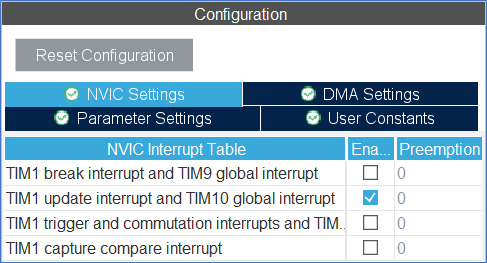 Configuration
Reset Configuration
NVIC Settings DMA Settings
Parameter Settings User Constants
NVIC Interrupt Table Ena... Preemption
TIM1 break interrupt and TIM9 global interrupt 0
TIM1 update interrupt and TIM10 global interrupt 0
TIM1 trigger and commutation interrupts and TIM... 0
TIM1 capture compare interrupt 0